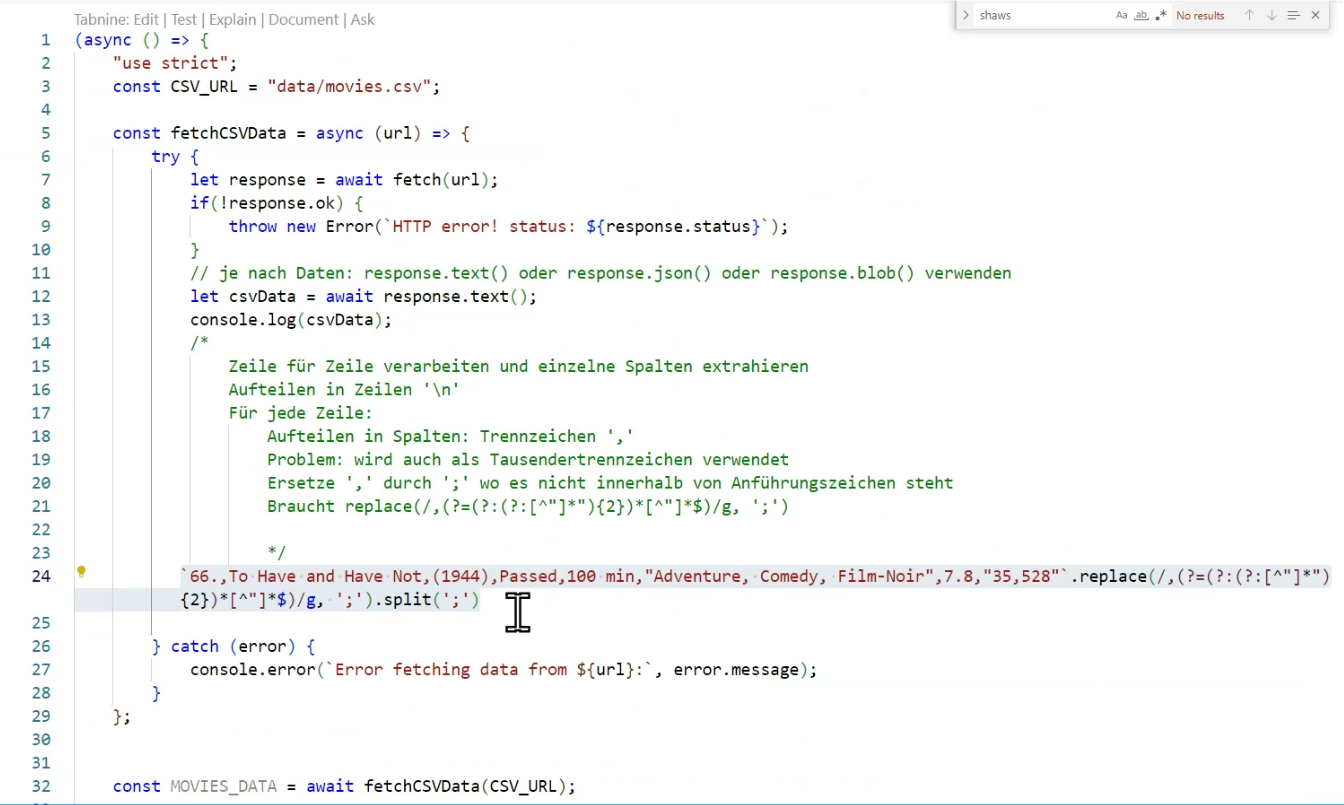 Tabnine: Edit | Test | Explain | Document | Ask
shaws Aa ab .* No results
1 (async () => {
2 "use strict";
3 const CSV_URL = "data/movies.csv";
4
5 const fetchCSVData = async (url) => {
6 try {
7 let response = await fetch(url);
8 if(!response.ok) {
9 throw new Error(`HTTP error! status: ${response.status}`);
10 }
11 // je nach Daten: response.text() oder response.json() oder response.blob() verwenden
12 let csvData = await response.text();
13 console.log(csvData);
14 /*
15 Zeile für Zeile verarbeiten und einzelne Spalten extrahieren
16 Aufteilen in Zeilen '\n'
17 Für jede Zeile:
18 Aufteilen in Spalten: Trennzeichen ','
19 Problem: wird auch als Tausendertrennzeichen verwendet
20 Ersetze ',' durch ';' wo es nicht innerhalb von Anführungszeichen steht
21 Braucht replace(/,(?=(?:(?:[^"]*"){2})*[^"]*$)/g, ';')
22
23 */
24 `66.,To Have and Have Not,(1944),Passed,100 min,"Adventure, Comedy, Film-Noir",7.8,"35,528"`.replace(/,(?=(?:(?:[^"]*")
{2})*[^"]*$)/g, ';').split(';')
25
26 } catch (error) {
27 console.error(`Error fetching data from ${url}:`, error.message);
28 }
29 };
30
31
32 const MOVIES_DATA = await fetchCSVData(CSV_URL);